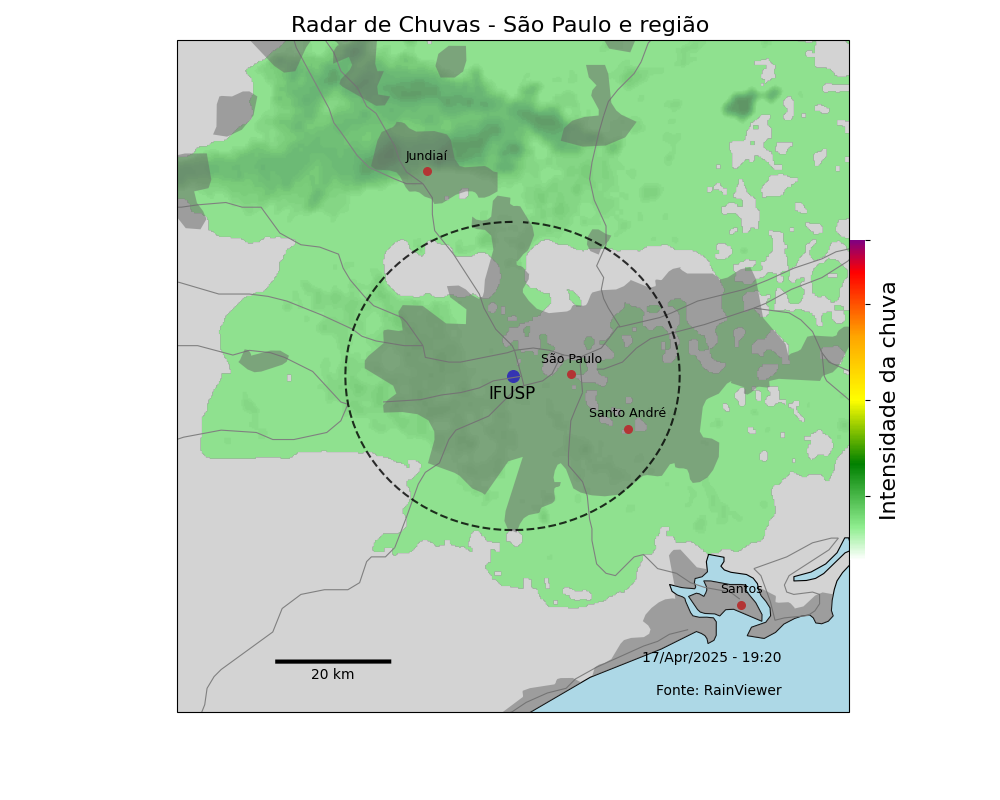 Radar de Chuvas - São Paulo e região
Jundiaí
São Paulo
IFUSP
Santo André
Santos
Intensidade da chuva
20 km
17/Apr/2025 - 19:20
Fonte: RainViewer